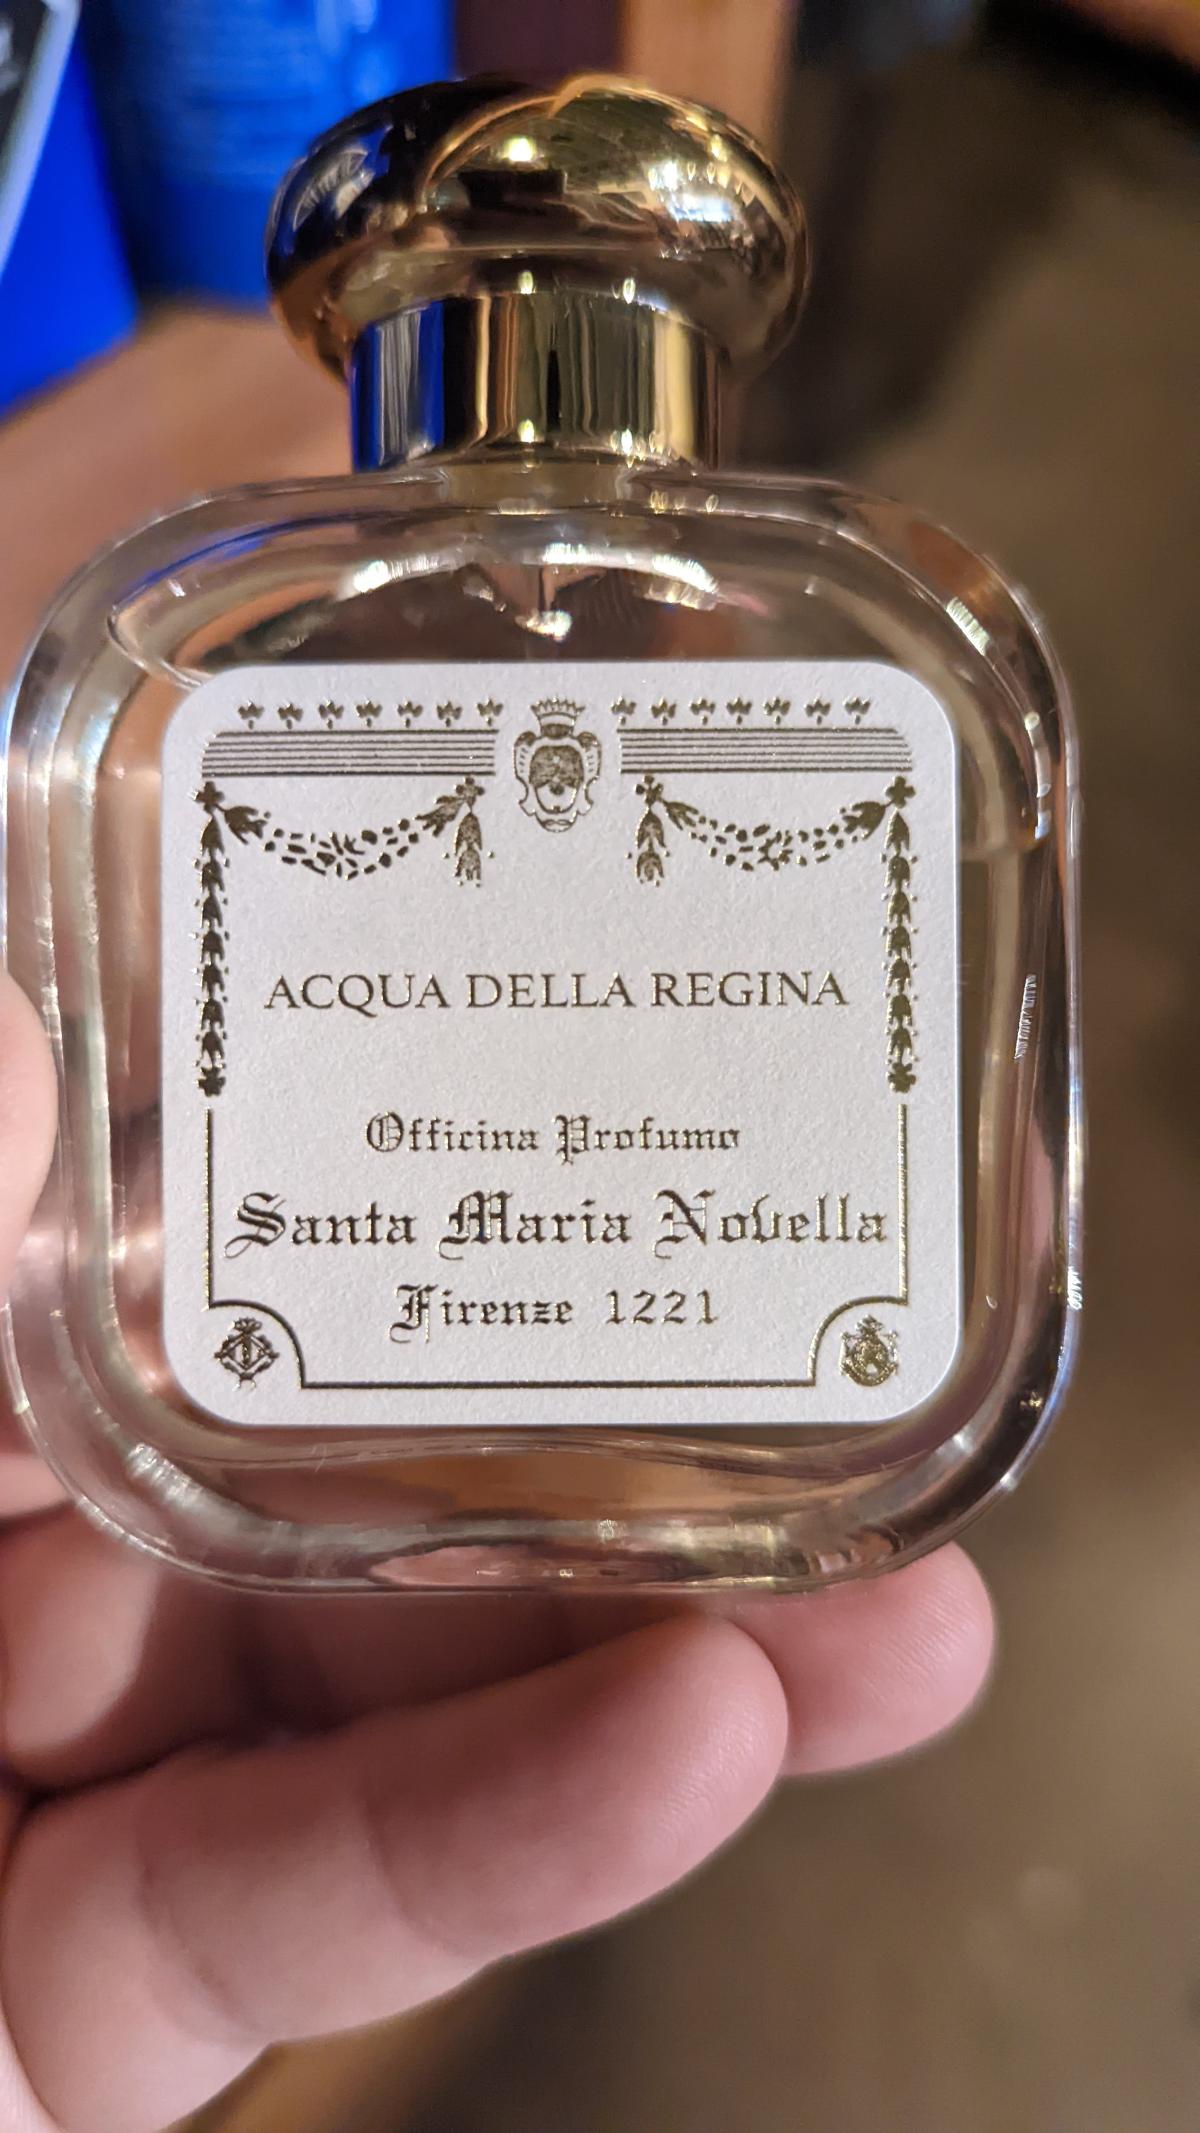 ACQUA DELLA REGINA
Officina Profumo
Santa Maria Novella
Firenze 1221